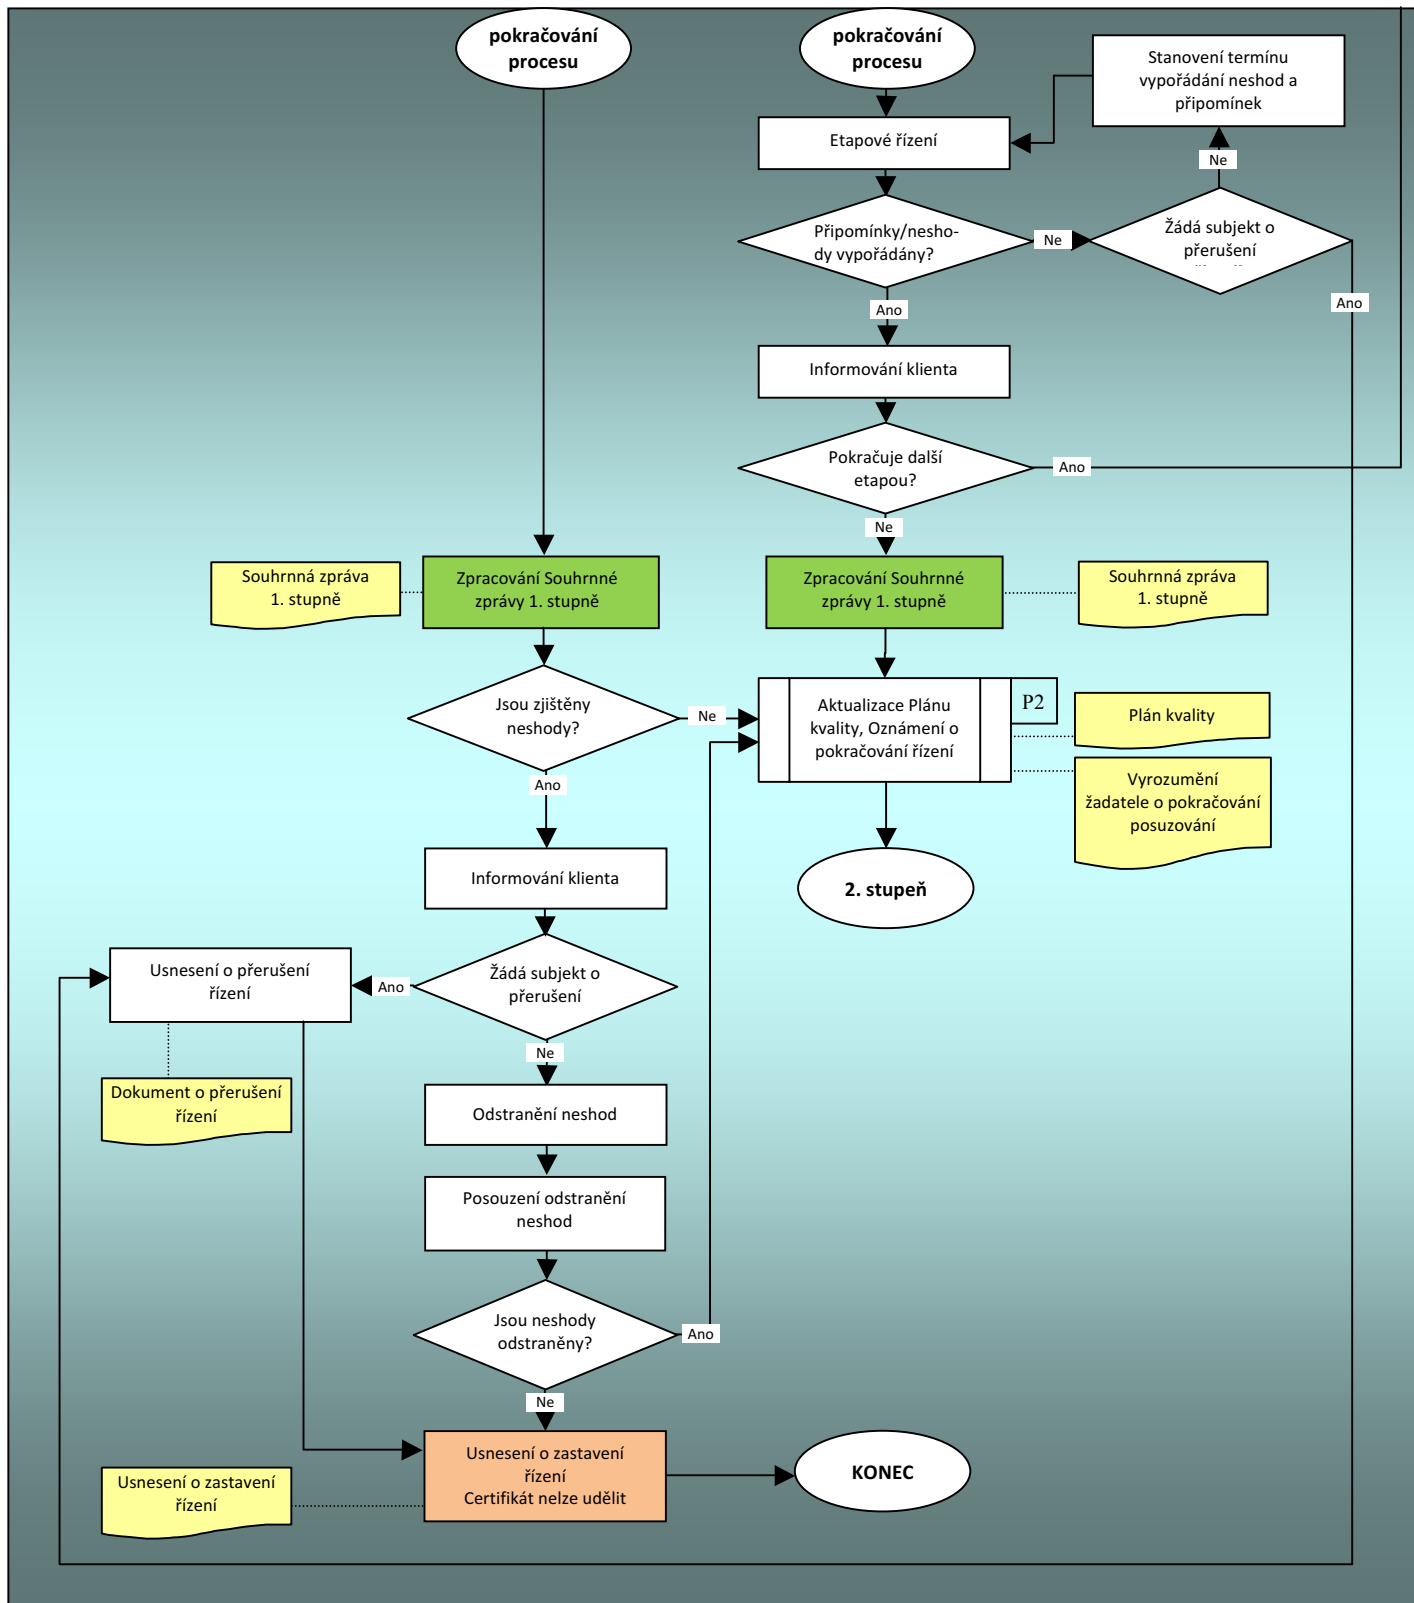 pokračování
procesu
pokračování
procesu
Stanovení termínu
vypořádání neshod a
připomínek
Etapové řízení
Ne
Připomínky/nesho-
dy vypořádány?
Ne
Žádá subjekt o
přerušení
Ano
Ano
Informování klienta
Pokračuje další
etapou?
Ano
Ne
Souhrnná zpráva
1. stupně
Zpracování Souhrnné
zprávy 1. stupně
Zpracování Souhrnné
zprávy 1. stupně
Souhrnná zpráva
1. stupně
Jsou zjištěny
neshody?
Ne
Aktualizace Plánu
kvality, Oznámení o
pokračování řízení
P2
Plán kvality
Ano
Vyrozumění
žadatele o pokračování
posuzování
Informování klienta
2. stupeň
Usnesení o přerušení
řízení
Ano
Žádá subjekt o
přerušení
Ne
Dokument o přerušení
řízení
Odstranění neshod
Posouzení odstranění
neshod
Jsou neshody
odstraněny?
Ano
Ne
Usnesení o zastavení
řízení
Usnesení o zastavení
řízení
Certifikát nelze udělit
KONEC